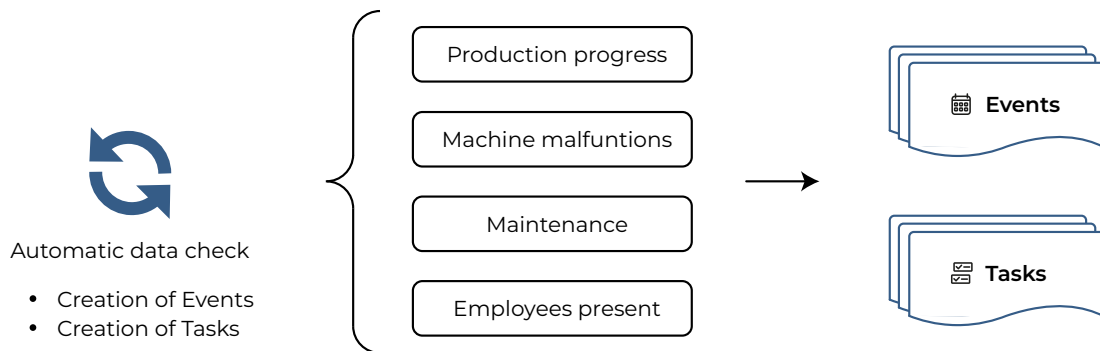 Automatic data check
• Creation of Events
• Creation of Tasks
Production progress
Machine malfuntions
Maintenance
Employees present
Events
Tasks